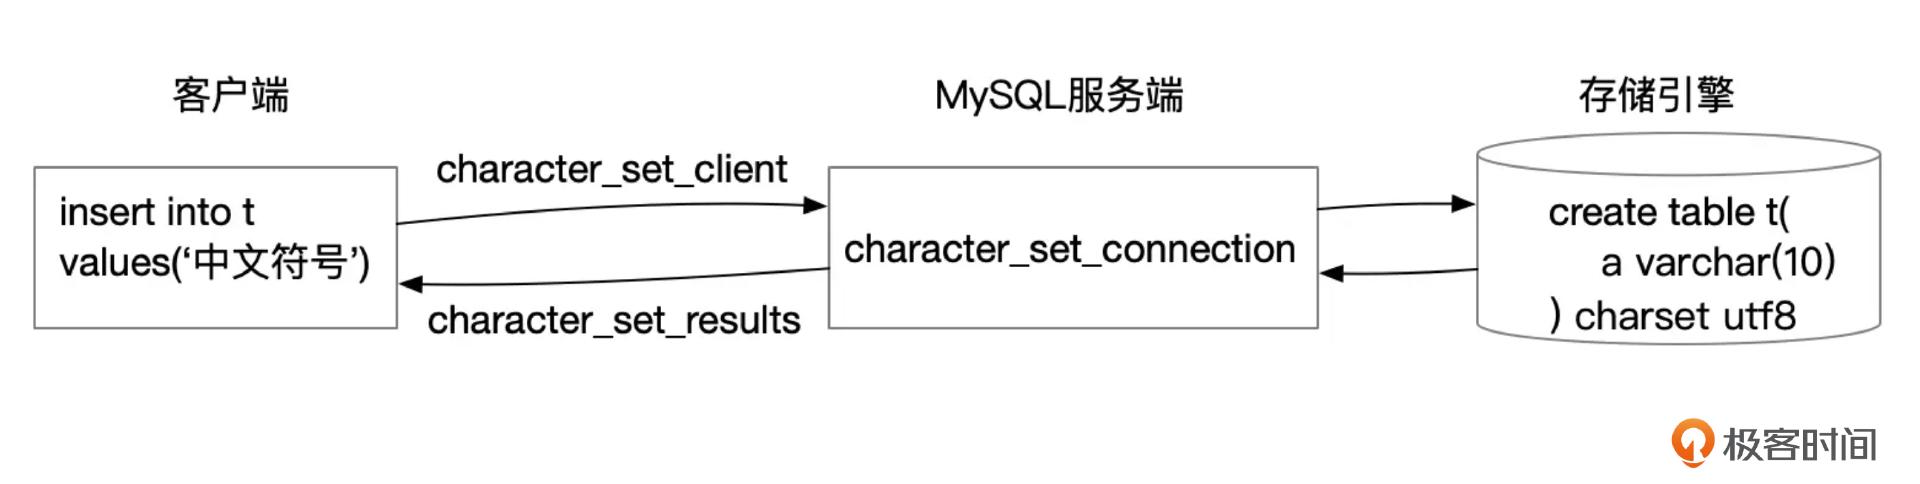 客户端
MySQL服务端
存储引擎
insert into t
values(‘中文符号’)
character_set_client
character_set_results
character_set_connection
create table t(
a varchar(10)
) charset utf8
极客时间